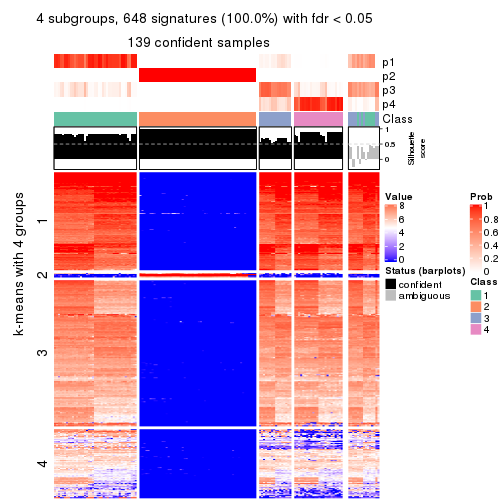 4 subgroups, 648 signatures (100.0%) with fdr < 0.05
139 confident samples
p1
p2
p3
p4
Class
1
0.5
0
Silhouette
score
k-means with 4 groups
1
2
3
4
Value
8
6
4
2
0
Status (barplots)
confident
ambiguous
Prob
1
0.8
0.6
0.4
0.2
0
Class
1
2
3
4